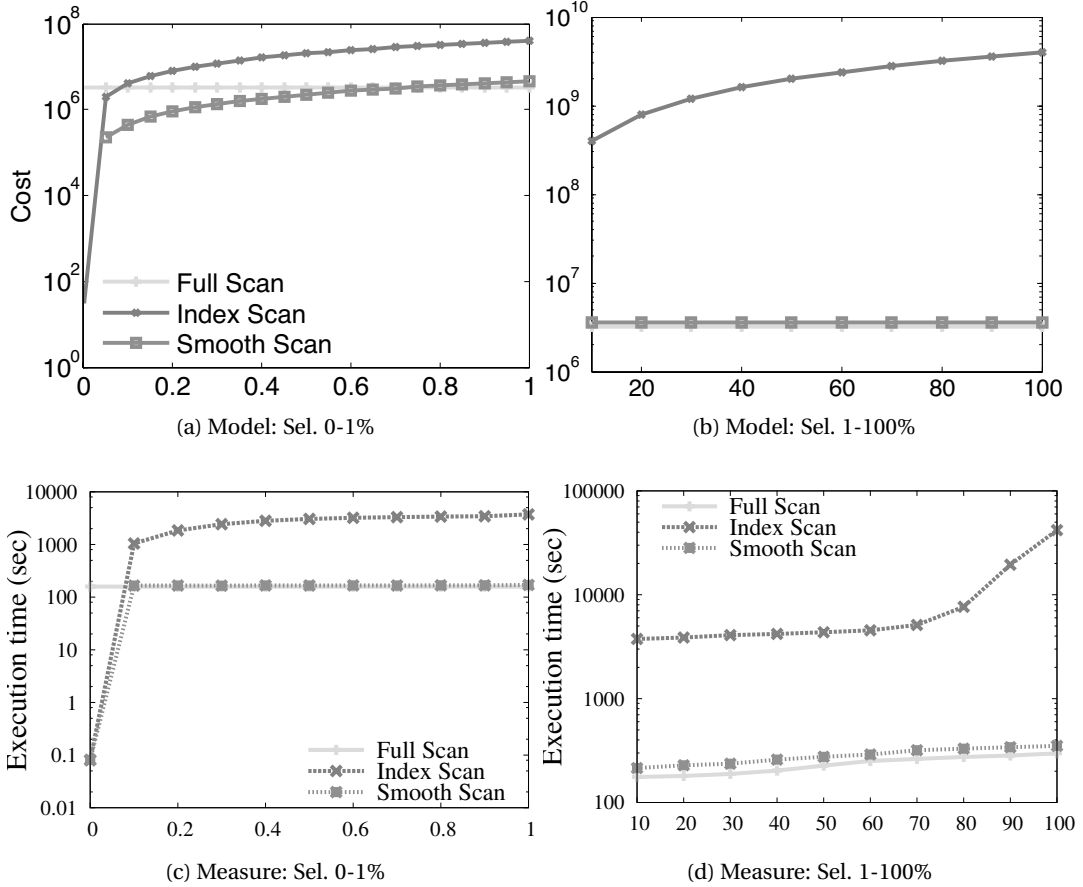 10^8
10^6
10^4
10^2
10^0
Cost
Full Scan
Index Scan
Smooth Scan
0 0.2 0.4 0.6 0.8 1
(a) Model: Sel. 0-1%
10^10
10^9
10^8
10^7
10^6
20 40 60 80 100
(b) Model: Sel. 1-100%
10000
1000
100
10
1
0.1
0.01
Execution time (sec)
Full Scan
Index Scan
Smooth Scan
0 0.2 0.4 0.6 0.8 1
(c) Measure: Sel. 0-1%
100000
10000
1000
100
Execution time (sec)
Full Scan
Index Scan
Smooth Scan
10 20 30 40 50 60 70 80 90 100
(d) Measure: Sel. 1-100%